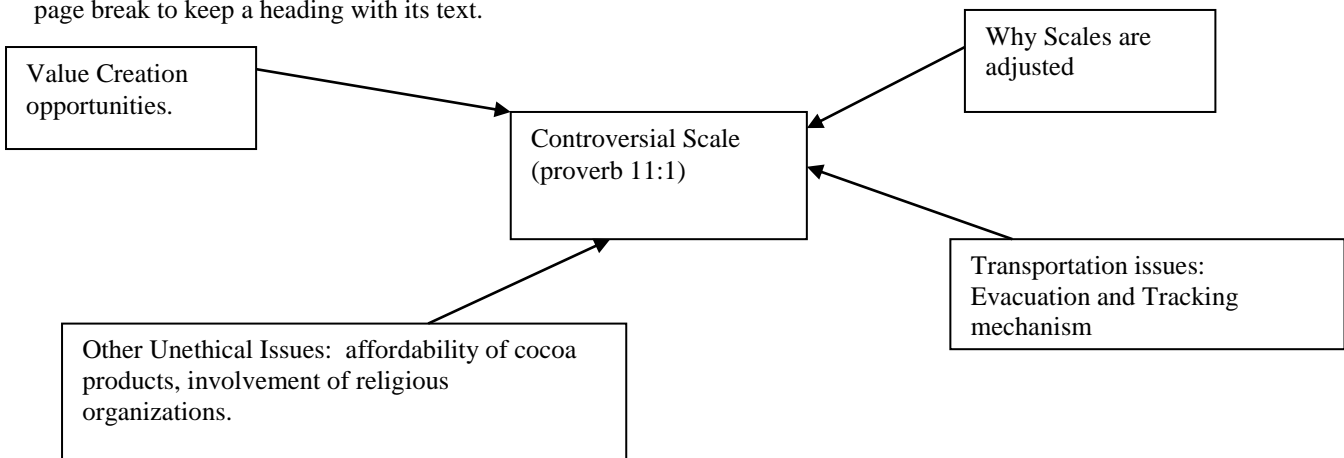 page break to keep a heading with its text.
Why Scales are
adjusted
Value Creation
opportunities.
Controversial Scale
(proverb 11:1)
Transportation issues:
Evacuation and Tracking
mechanism
Other Unethical Issues:  affordability of cocoa
products, involvement of religious
organizations.